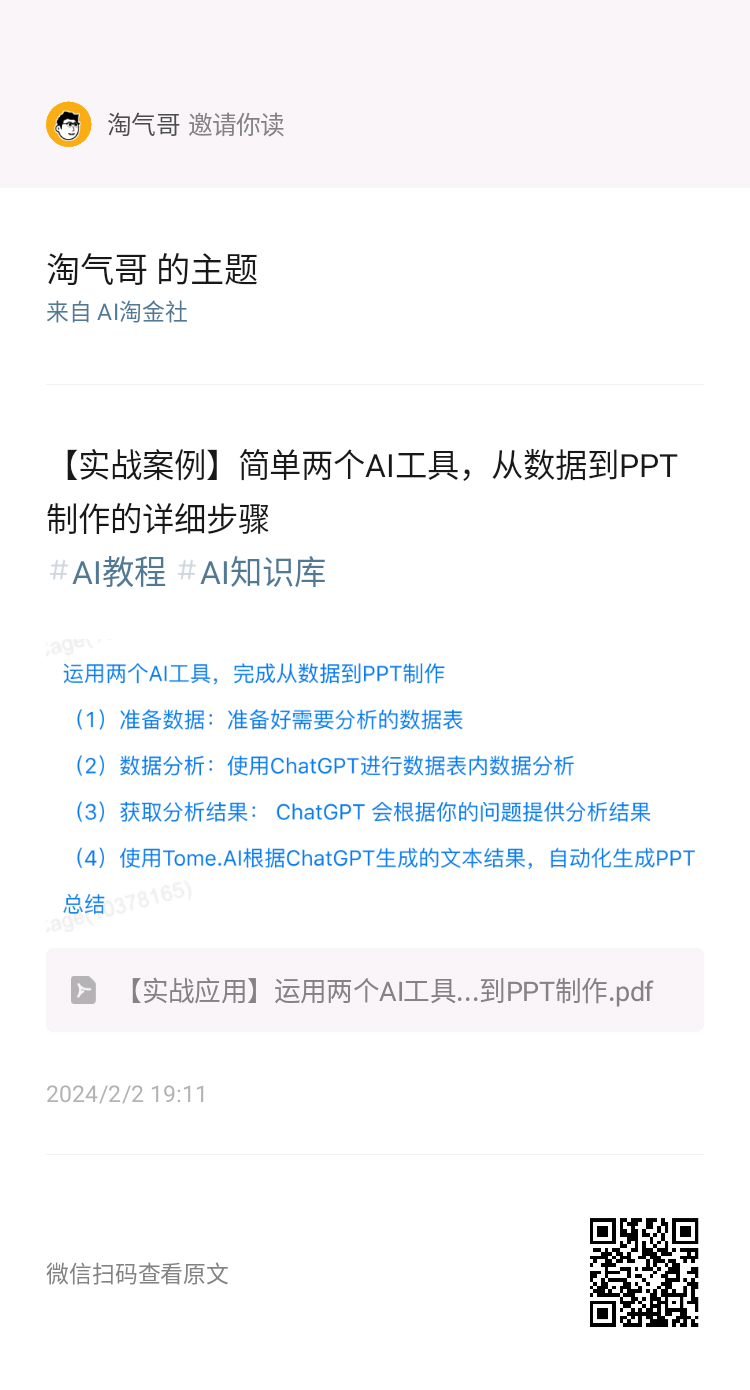 淘气哥 邀请你读
淘气哥 的主题
来自 AI淘金社
【实战案例】简单两个AI工具，从数据到PPT
制作的详细步骤
#AI教程 #AI知识库
运用两个AI工具，完成从数据到PPT制作
（1）准备数据：准备好需要分析的数据表
（2）数据分析：使用ChatGPT进行数据表内数据分析
（3）获取分析结果： ChatGPT 会根据你的问题提供分析结果
（4）使用Tome.AI根据ChatGPT生成的文本结果，自动化生成PPT
总结
【实战应用】运用两个AI工具...到PPT制作.pdf
2024/2/2 19:11
微信扫码查看原文